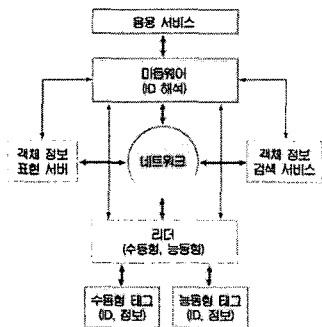 응용 서비스
미들웨어
(ID 해석)
객체 정보
표현 서버
네트워크
객체 정보
검색 서비스
리더
(수동형, 능동형)
수동형 태그
(ID, 정보)
능동형 태그
(ID, 정보)